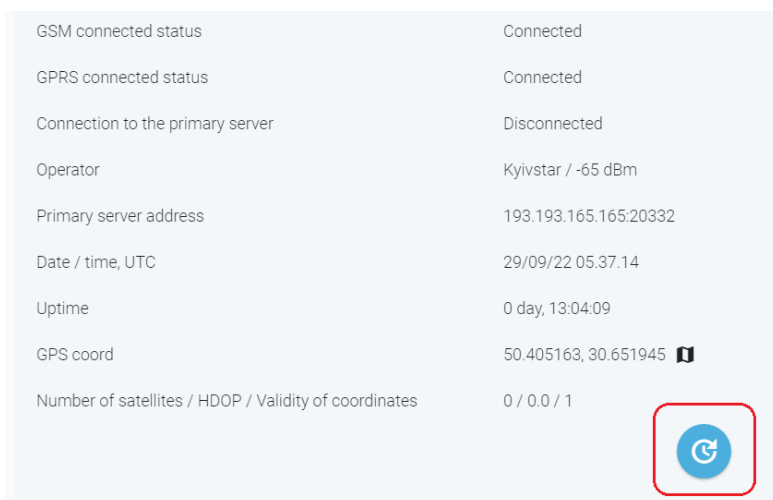 GSM connected status Connected
GPRS connected status Connected
Connection to the primary server Disconnected
Operator Kyivstar / -65 dBm
Primary server address 193.193.165.165:20332
Date / time, UTC 29/09/22 05.37.14
Uptime 0 day, 13:04:09
GPS coord 50.405163, 30.651945
Number of satellites / HDOP / Validity of coordinates 0 / 0.0 / 1